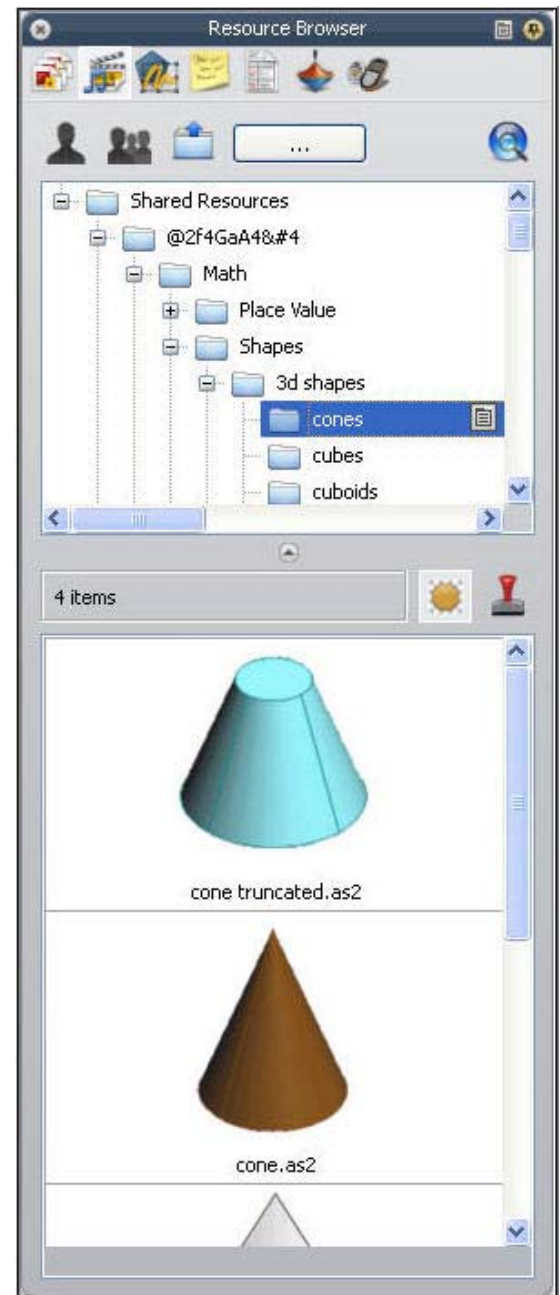 Resource Browser
...
Shared Resources
@2f4GaA4&#4
Math
Place Value
Shapes
3d shapes
cones
cubes
cuboids
4 items
cone truncated.as2
cone.as2